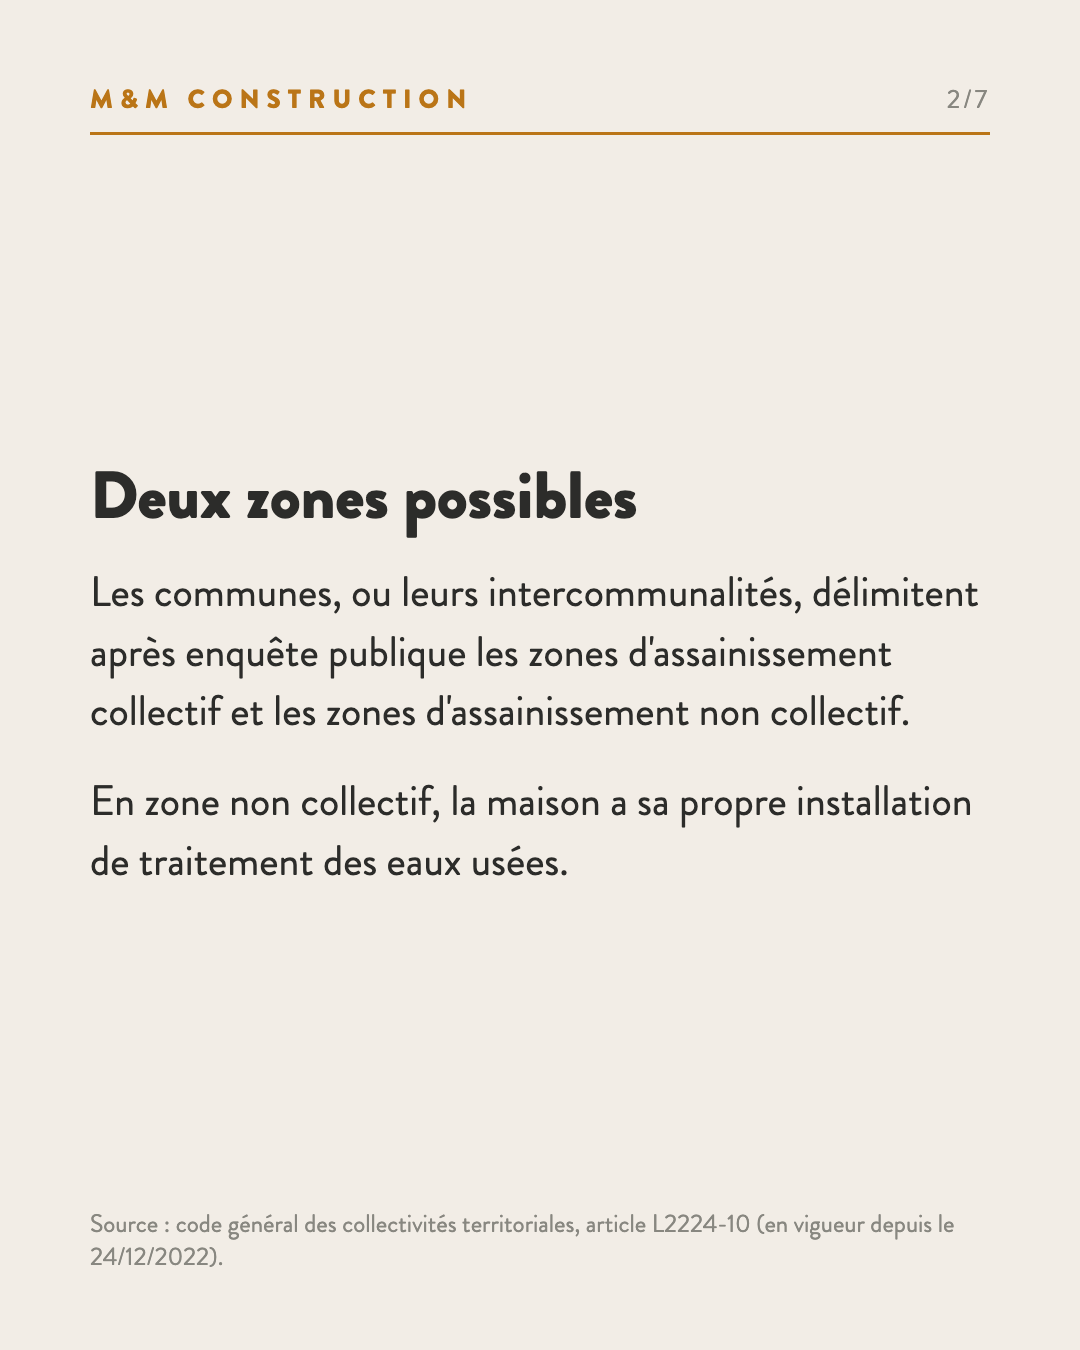 M&M CONSTRUCTION
2/7
Deux zones possibles
Les communes, ou leurs intercommunalités, délimitent
après enquête publique les zones d'assainissement
collectif et les zones d'assainissement non collectif.
En zone non collectif, la maison a sa propre installation
de traitement des eaux usées.
Source : code général des collectivités territoriales, article L2224-10 (en vigueur depuis le
24/12/2022).